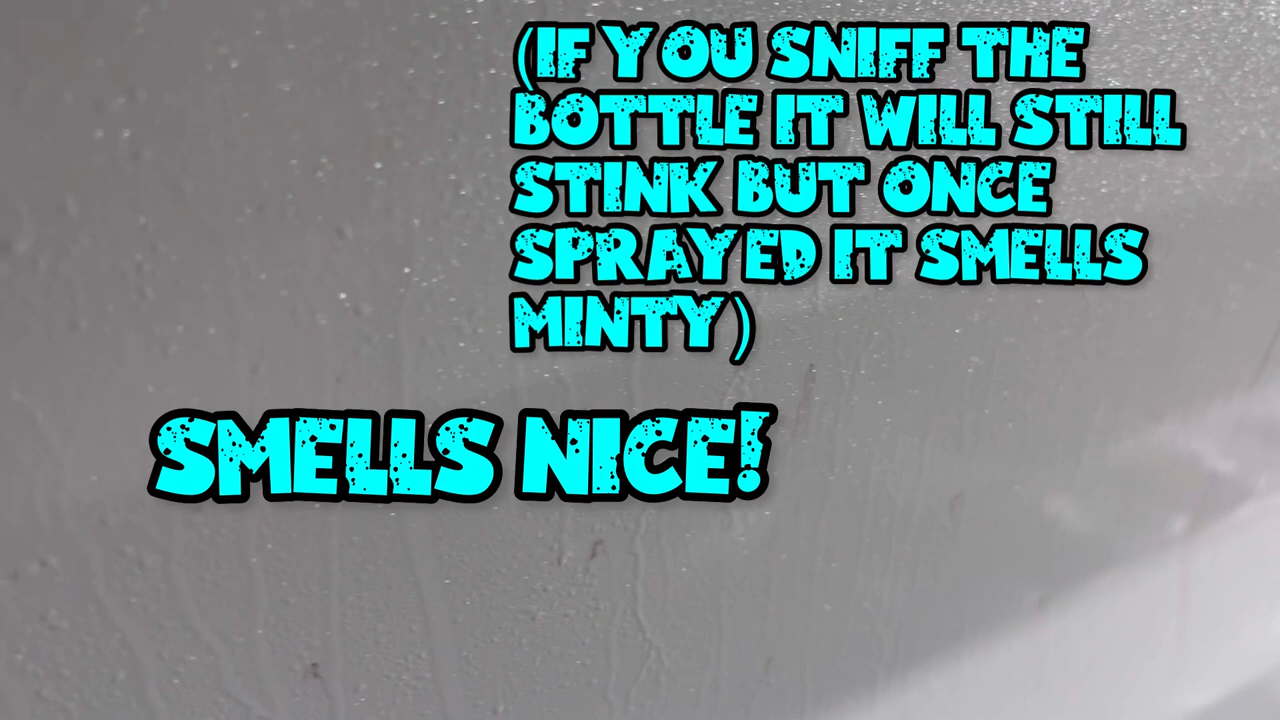 (IF YOU SNIFF THE
BOTTLE IT WILL STILL
STINK BUT ONCE
SPRAYED IT SMELLS
MINTY)
SMELLS NICE!